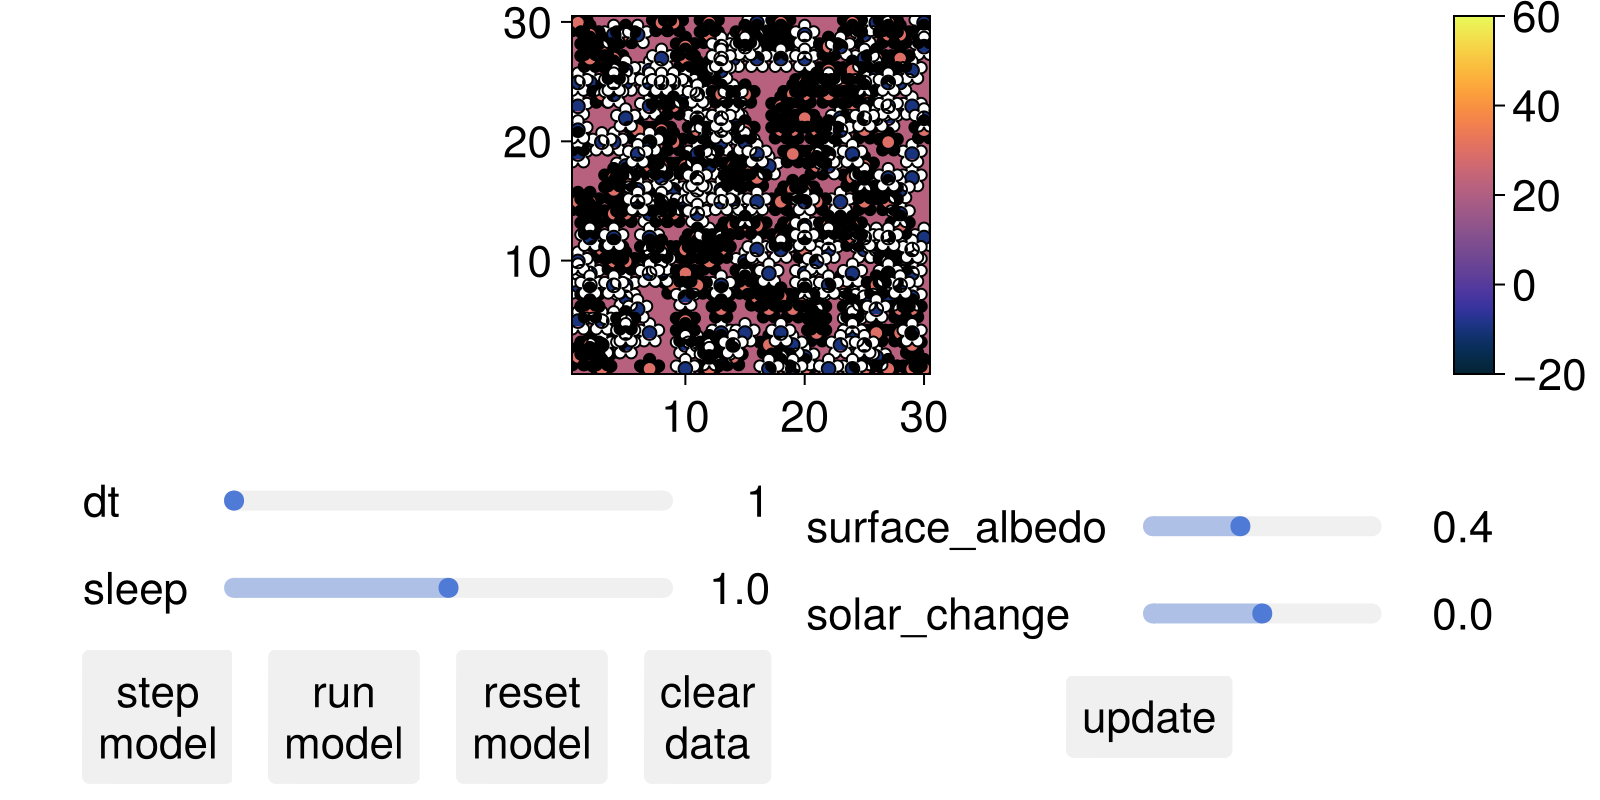 30
20
10
10 20 30
60
40
20
0
−20
dt 1
sleep 1.0
surface_albedo 0.4
solar_change 0.0
step
model
run
model
reset
model
clear
data
update